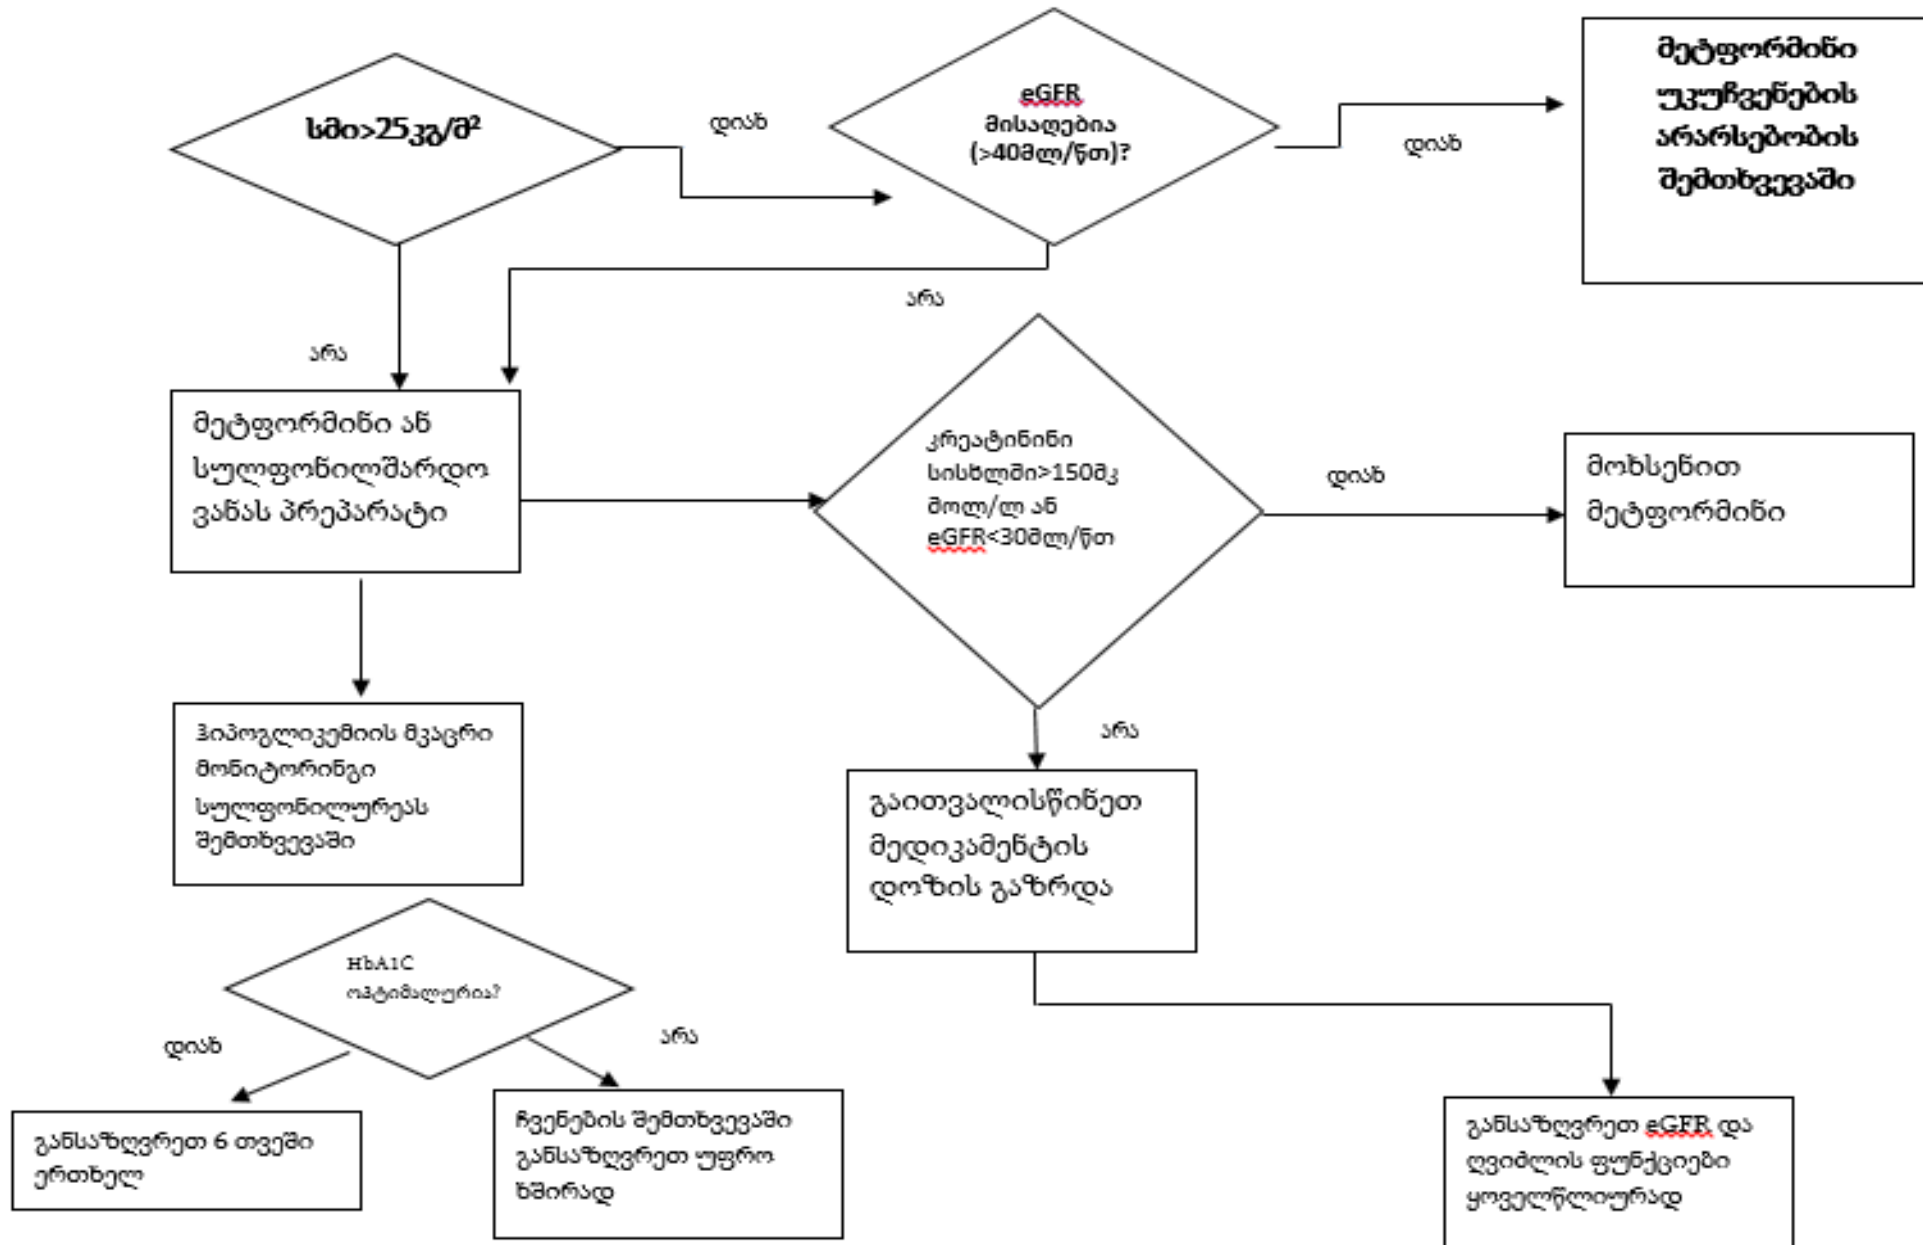 სმი>25კგ/მ²
დიახ
eGFR
მისაღებია
(>40მლ/წთ)?
დიახ
მეტფორმინი
უკუჩვენების
არარსებობის
შემთხვევაში
არა
არა
მეტფორმინი ან
სულფონილშარდო
ვანას პრეპარატი
კრეატინინი
სისხლში>150მკ
მოლ/ლ ან
eGFR<30მლ/წთ
დიახ
მოხსენით
მეტფორმინი
ჰიპოგლიკემიის მკაცრი
მონიტორინგი
სულფონილურეას
შემთხვევაში
არა
გაითვალისწინეთ
მედიკამენტის
დოზის გაზრდა
HbA1C
ოპტიმალურია?
დიახ
არა
განსაზღვრეთ 6 თვეში
ერთხელ
ჩვენების შემთხვევაში
განსაზღვრეთ უფრო
ხშირად
განსაზღვრეთ eGFR და
ღვიძლის ფუნქციები
ყოველწლიურად